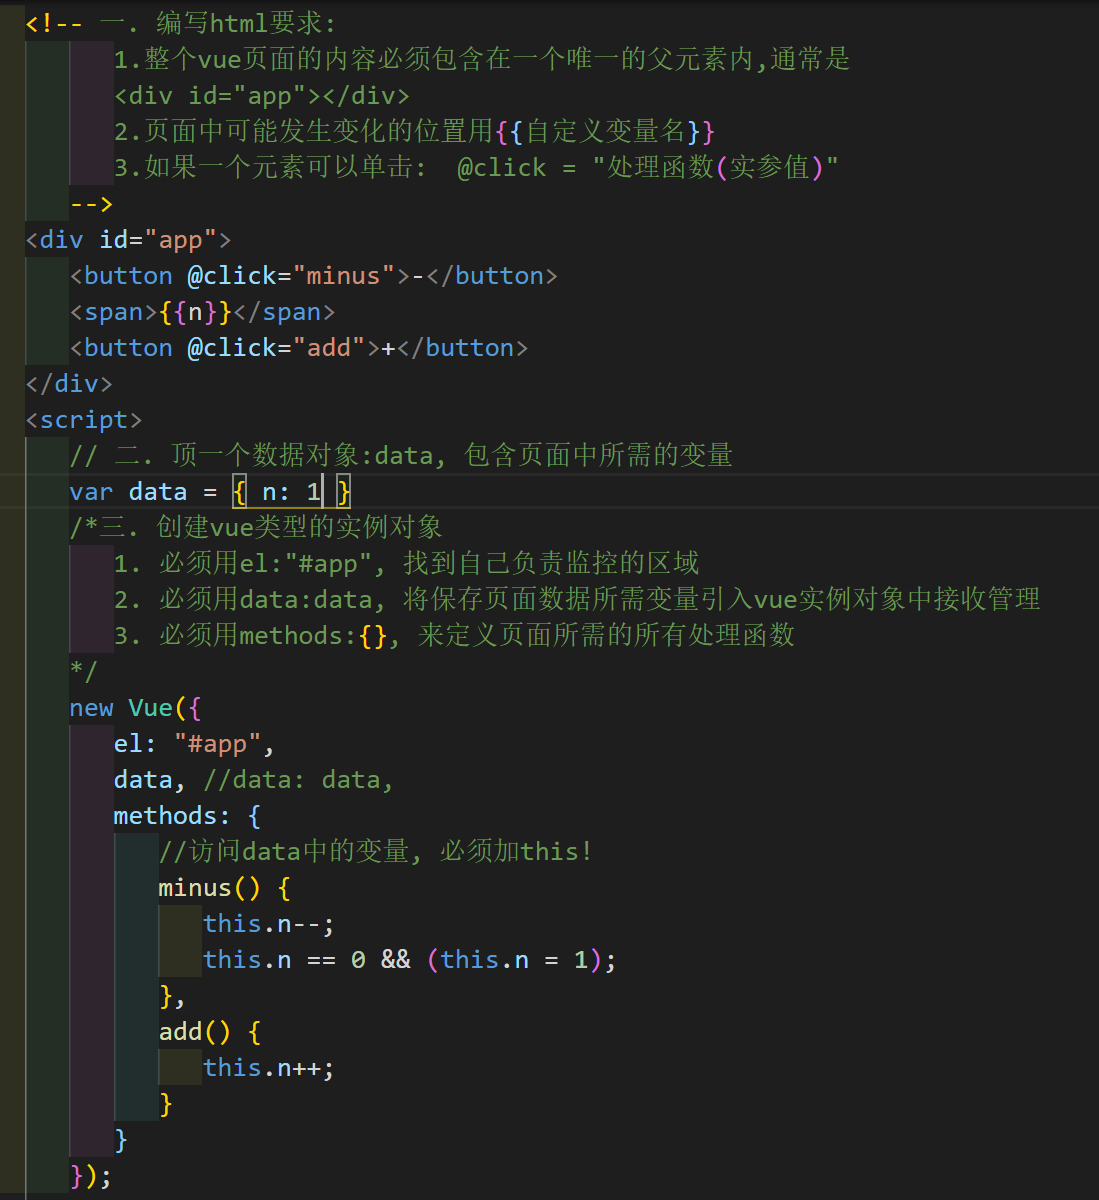 <!-- 一. 编写html要求:
1.整个vue页面的内容必须包含在一个唯一的父元素内,通常是
<div id="app"></div>
2.页面中可能发生变化的位置用{{自定义变量名}}
3.如果一个元素可以单击: @click = "处理函数(实参值)"
-->
<div id="app">
<button @click="minus">-</button>
<span>{{n}}</span>
<button @click="add">+</button>
</div>
<script>
// 二. 顶一个数据对象:data, 包含页面中所需的变量
var data = { n: 1 }
/*三. 创建vue类型的实例对象
1. 必须用el:"#app", 找到自己负责监控的区域
2. 必须用data:data, 将保存页面数据所需变量引入vue实例对象中接收管理
3. 必须用methods:{}, 来定义页面所需的所有处理函数
*/
new Vue({
el: "#app",
data, //data: data,
methods: {
//访问data中的变量, 必须加this!
minus() {
this.n--;
this.n == 0 && (this.n = 1);
},
add() {
this.n++;
}
}
});